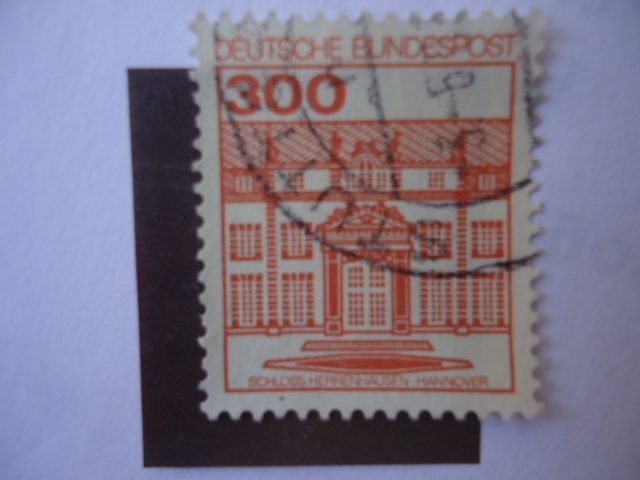 DEUTSCHE BUNDESPOST
300
SCHLOSS HERRENHAUSEN HANNOVER